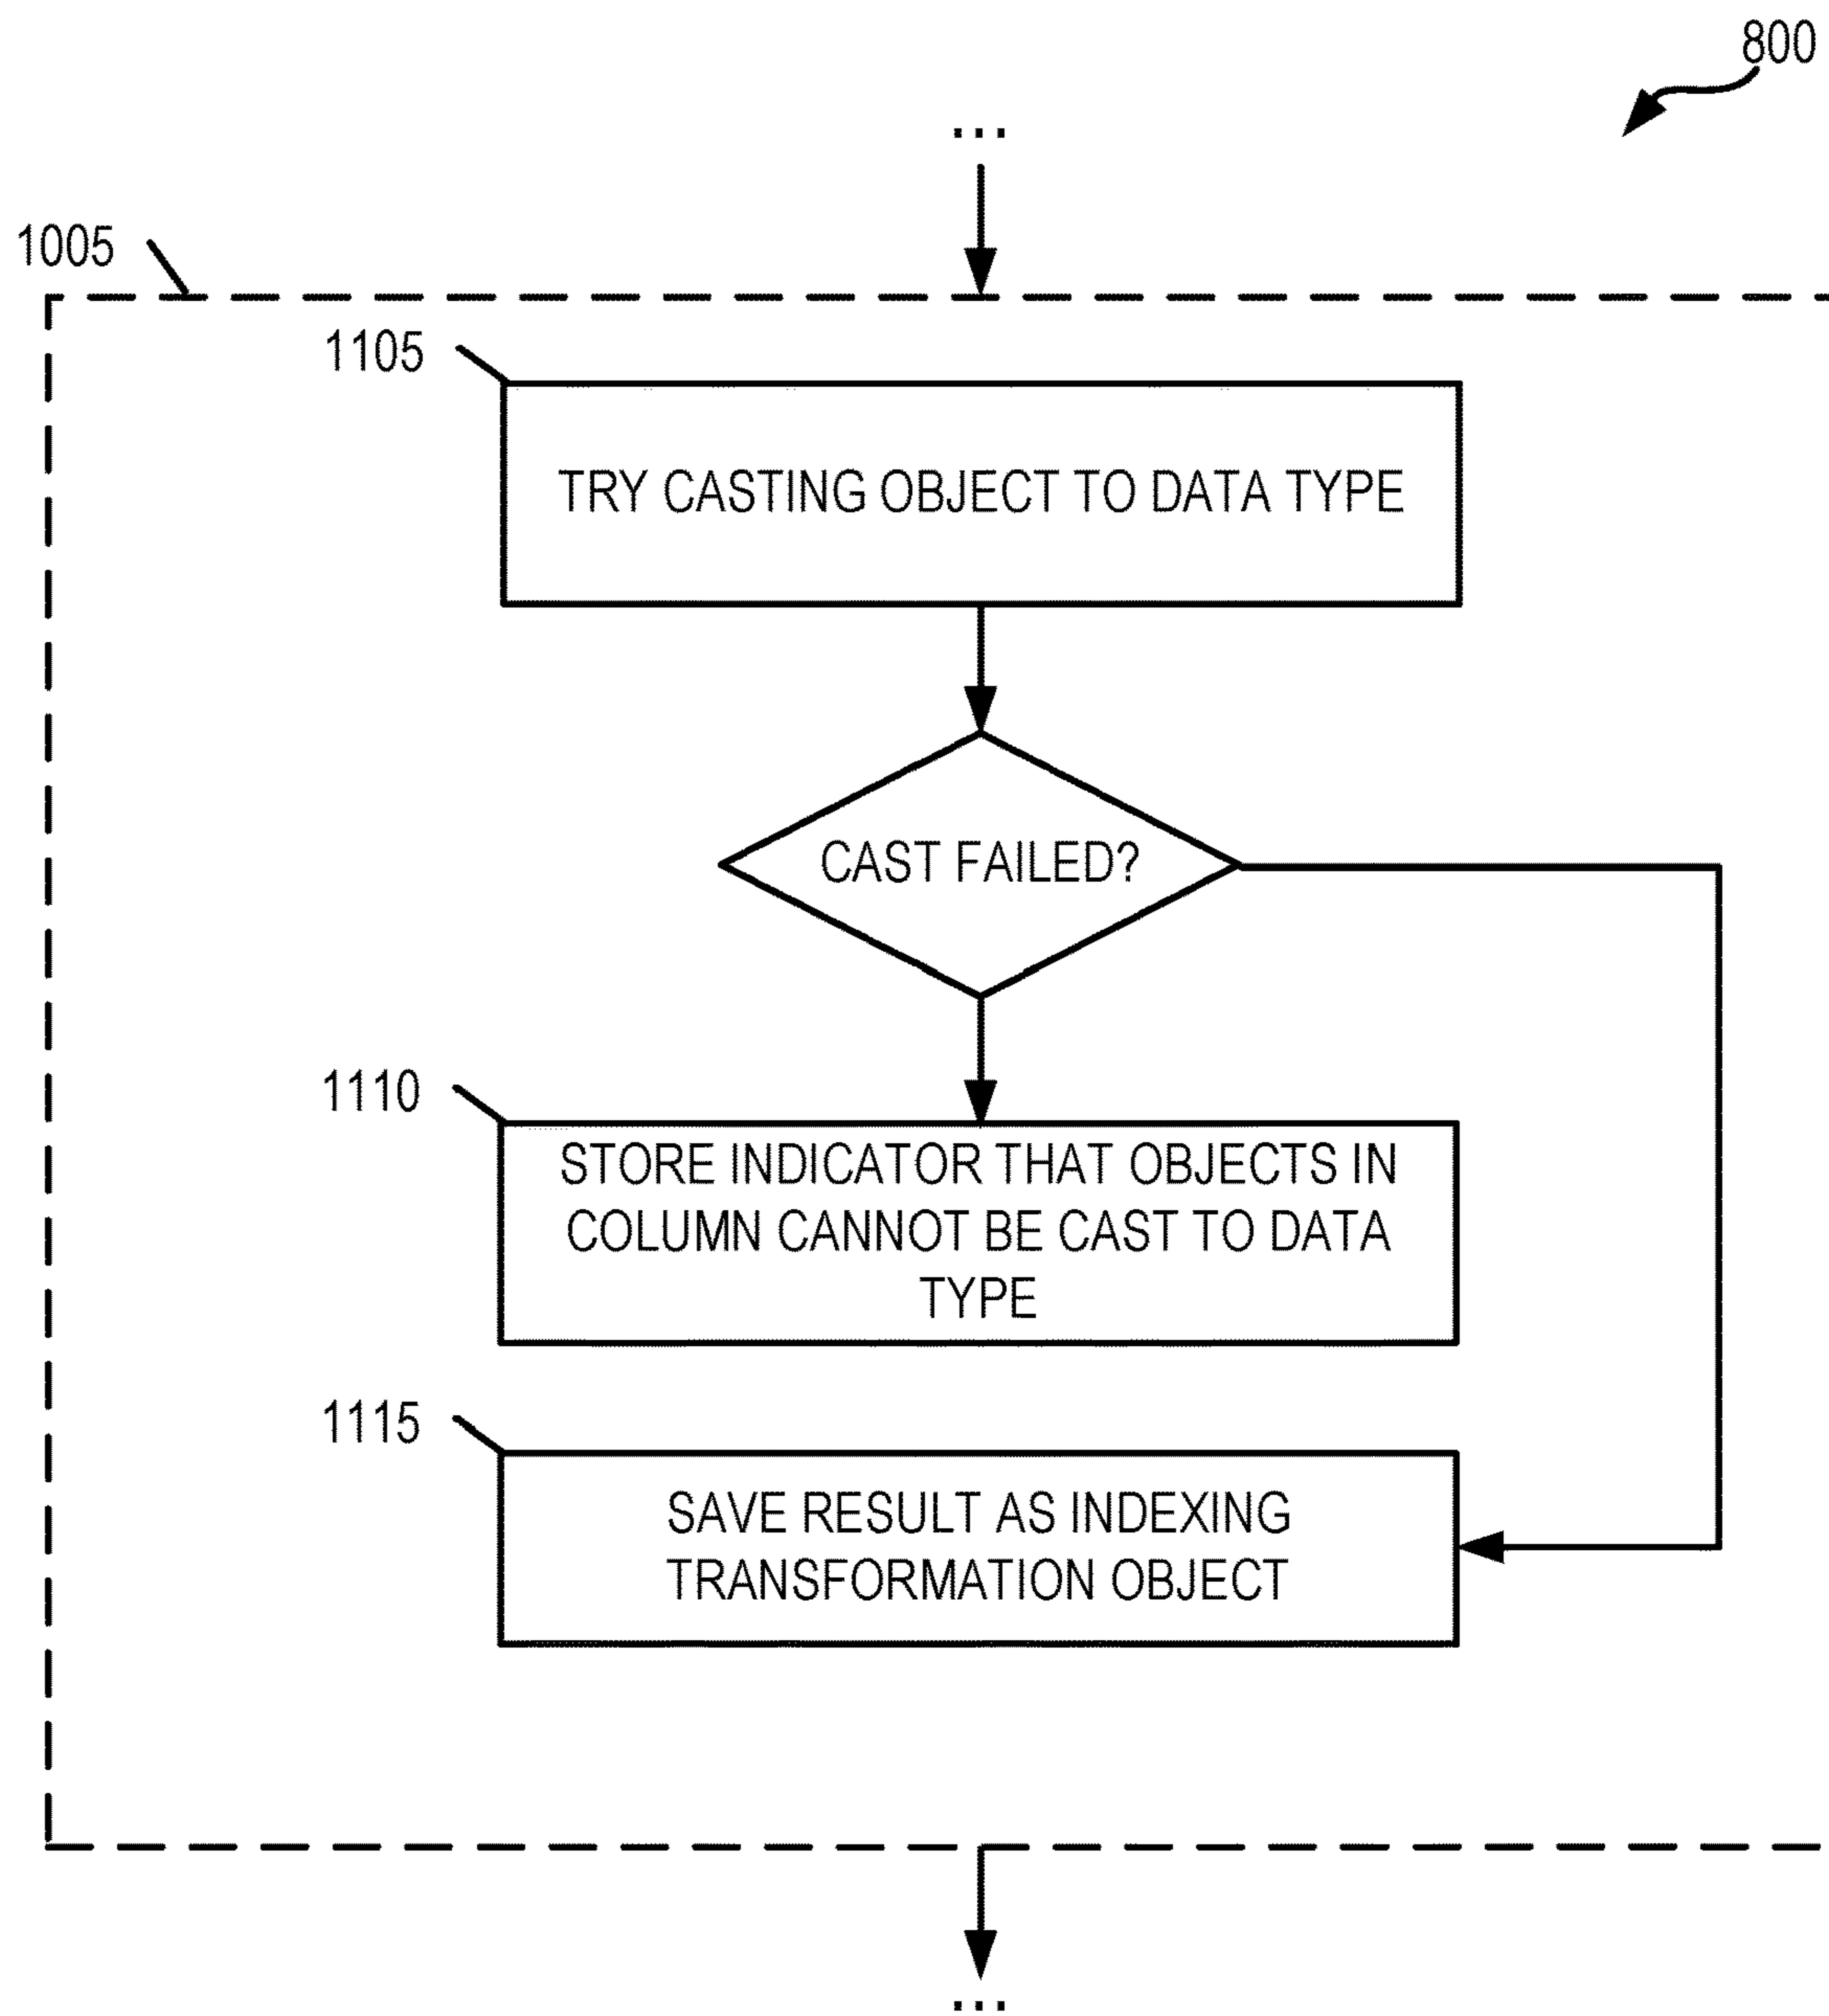 800
...
1005
1105
TRY CASTING OBJECT TO DATA TYPE
CAST FAILED?
1110
STORE INDICATOR THAT OBJECTS IN
COLUMN CANNOT BE CAST TO DATA
TYPE
1115
SAVE RESULT AS INDEXING
TRANSFORMATION OBJECT
...